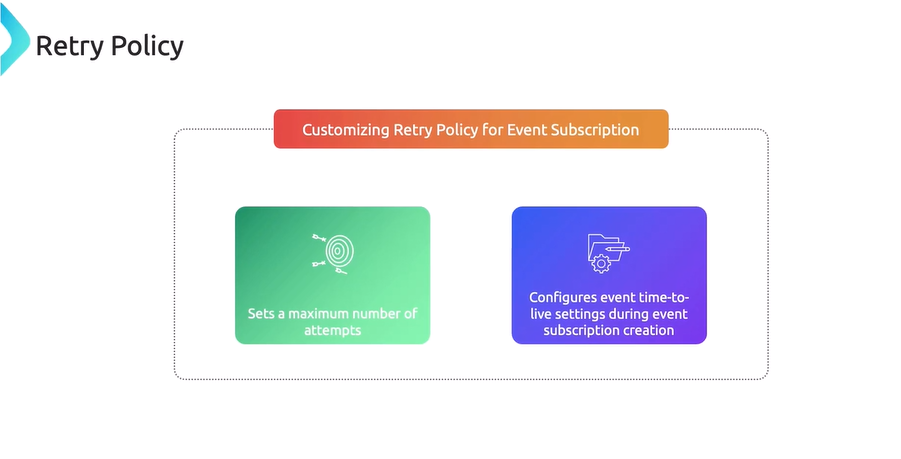 Retry Policy
Customizing Retry Policy for Event Subscription
Sets a maximum number of
attempts
Configures event time-to-
live settings during event
subscription creation